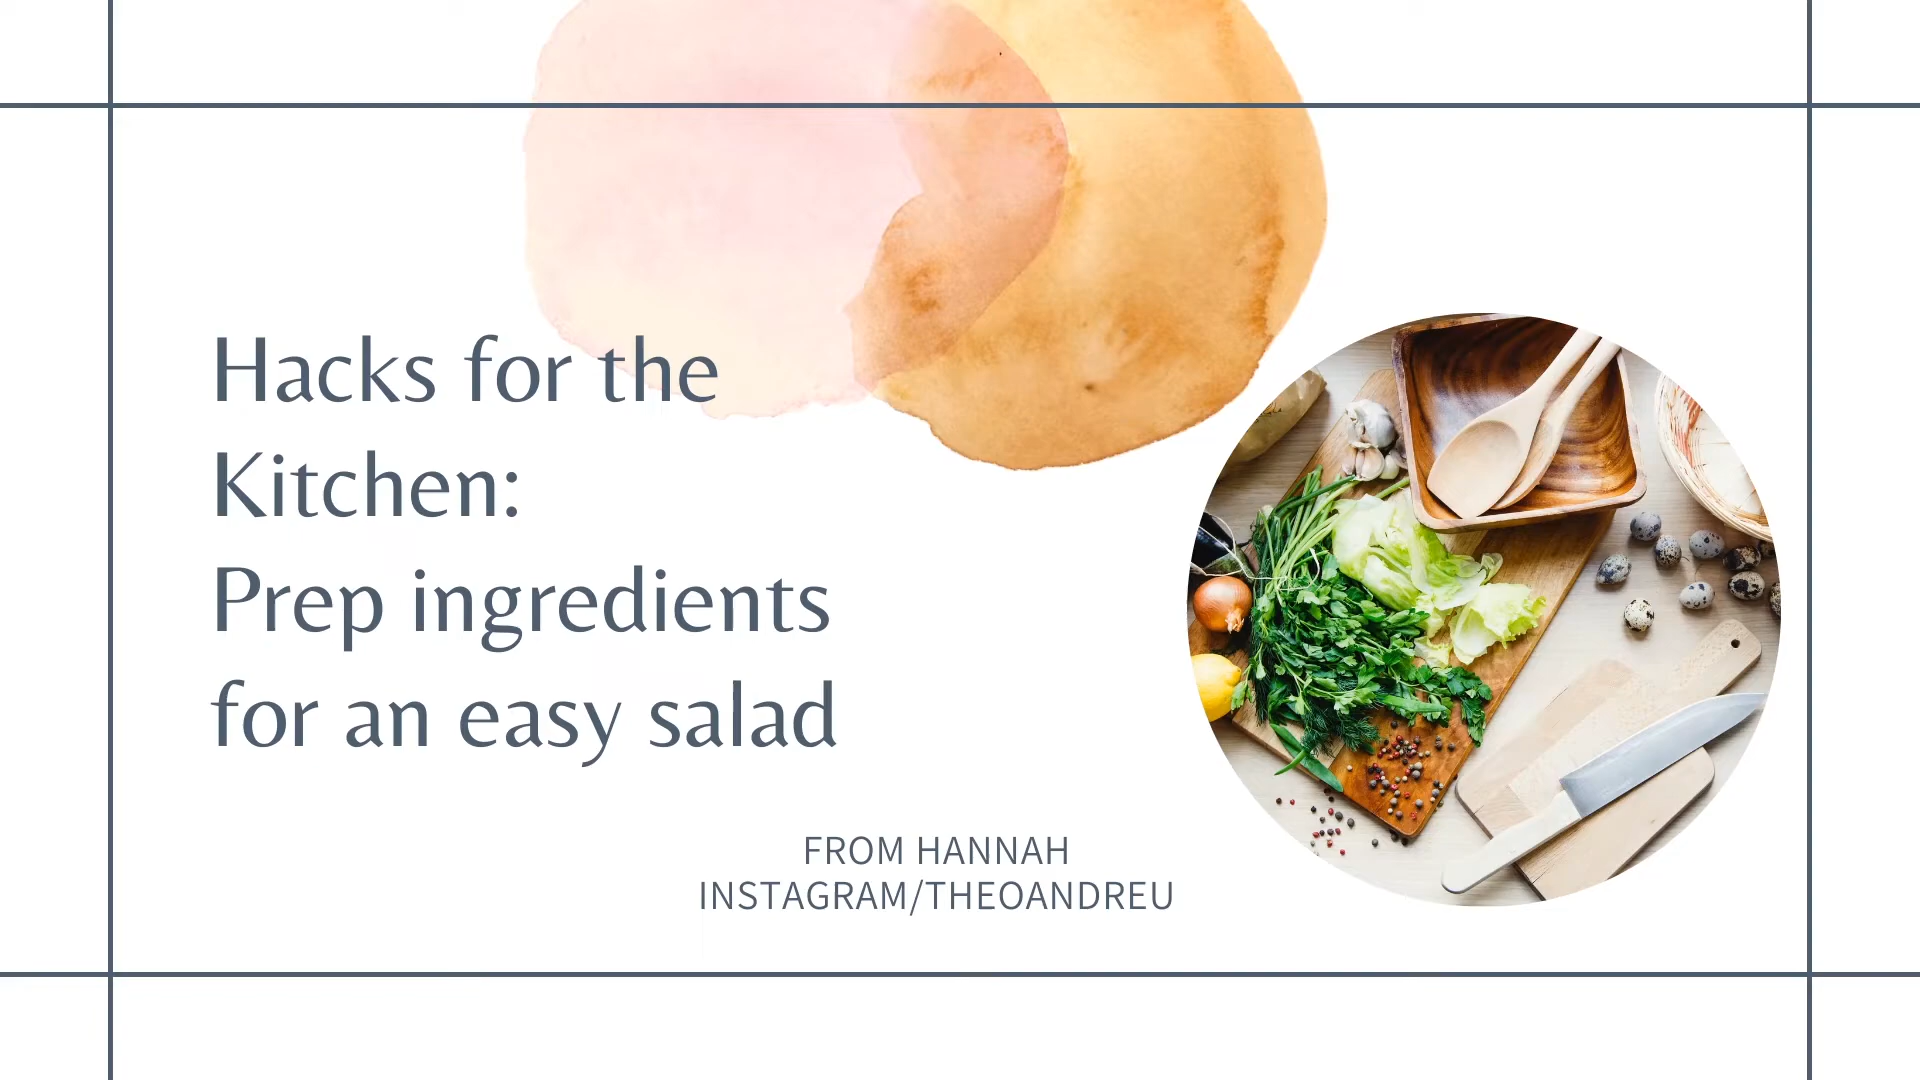 Hacks for the
Kitchen:
Prep ingredients
for an easy salad
FROM HANNAH
INSTAGRAM/THEOANDREU